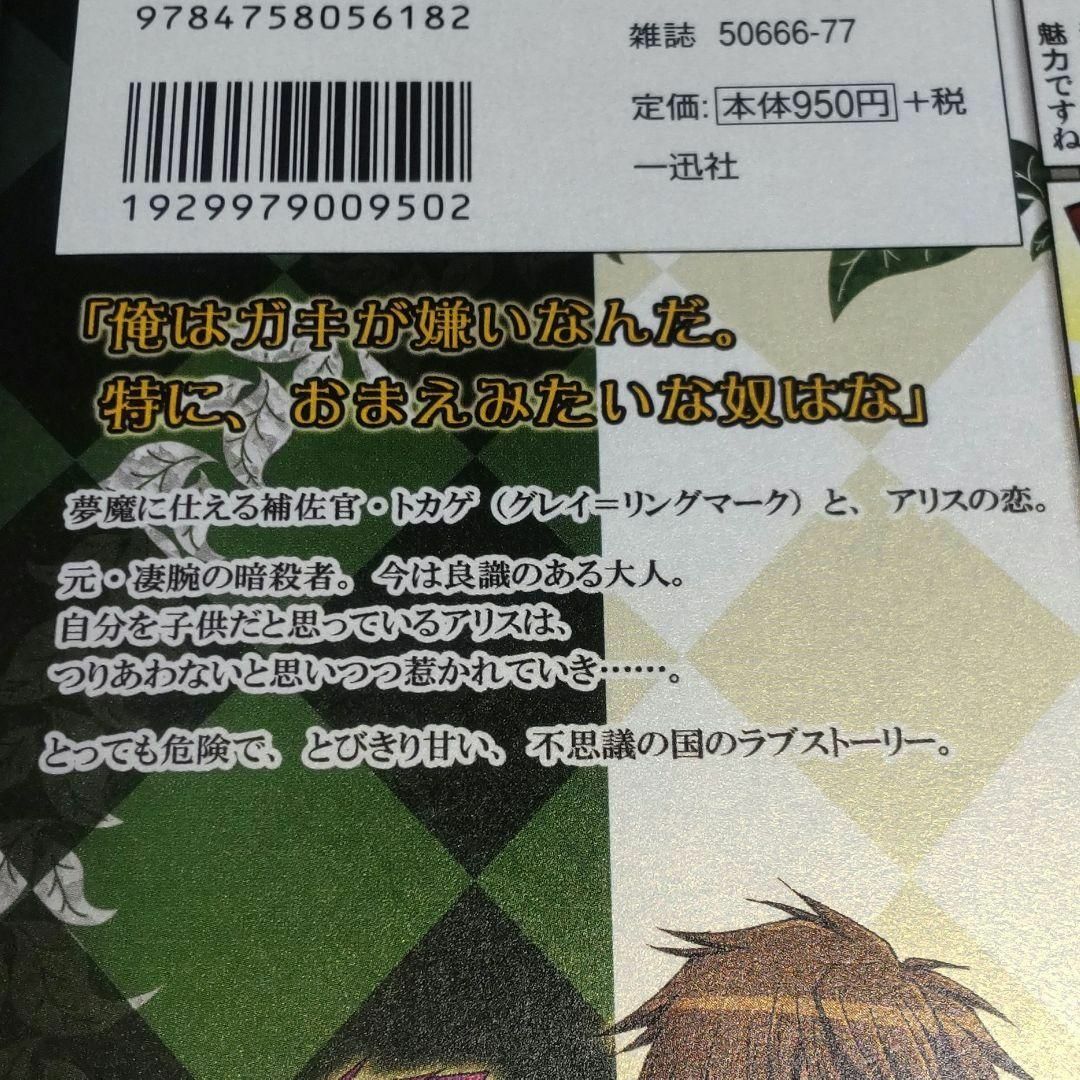 9784758056182
雑誌 50666-77
定価:本体950円+税
一迅社
1929979009502
魅力ですね
「俺はガキが嫌いなんだ。
特に、おまえみたいな奴はな」
夢魔に仕える補佐官・トカゲ（グレイ＝リングマーク）と、アリスの恋。
元・凄腕の暗殺者。今は良識のある大人。
自分を子供だと思っているアリスは、
つりあわないと思いつつ惹かれていき……。
とっても危険で、とびきり甘い、不思議の国のラブストーリー。